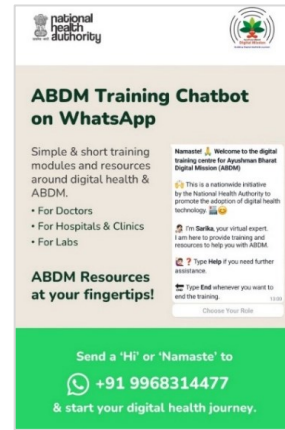 national
health
authority
Ayushman Bharat
Digital Mission
ABDM Training Chatbot
on WhatsApp
Simple & short training
modules and resources
around digital health &
ABDM.
• For Doctors
• For Hospitals & Clinics
• For Labs
ABDM Resources
at your fingertips!
Namaste! 🙏 Welcome to the digital
training centre for Ayushman Bharat
Digital Mission (ABDM)
🙌 This is a nationwide initiative
by the National Health Authority to
promote the adoption of digital health
technology.
I'm Sarika, your virtual expert.
I am here to provide training and
resources to help you with ABDM.
❓ Type Help if you need further
assistance.
Type End whenever you want to
end the training.
Choose Your Role
Send a ‘Hi’ or ‘Namaste’ to
+91 9968314477
& start your digital health journey.